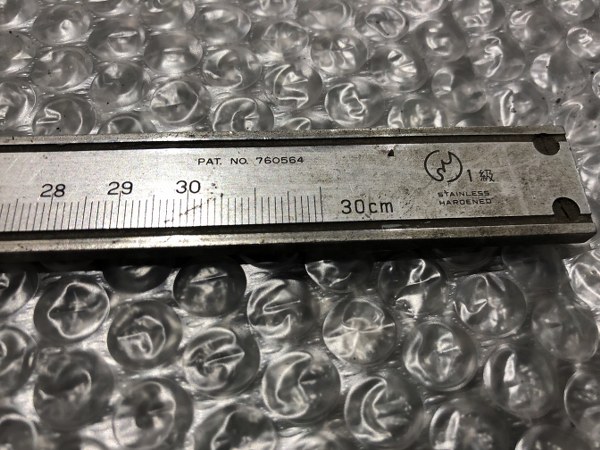 PAT. NO. 760564
28 29 30
30cm
1級
STAINLESS
HARDENED